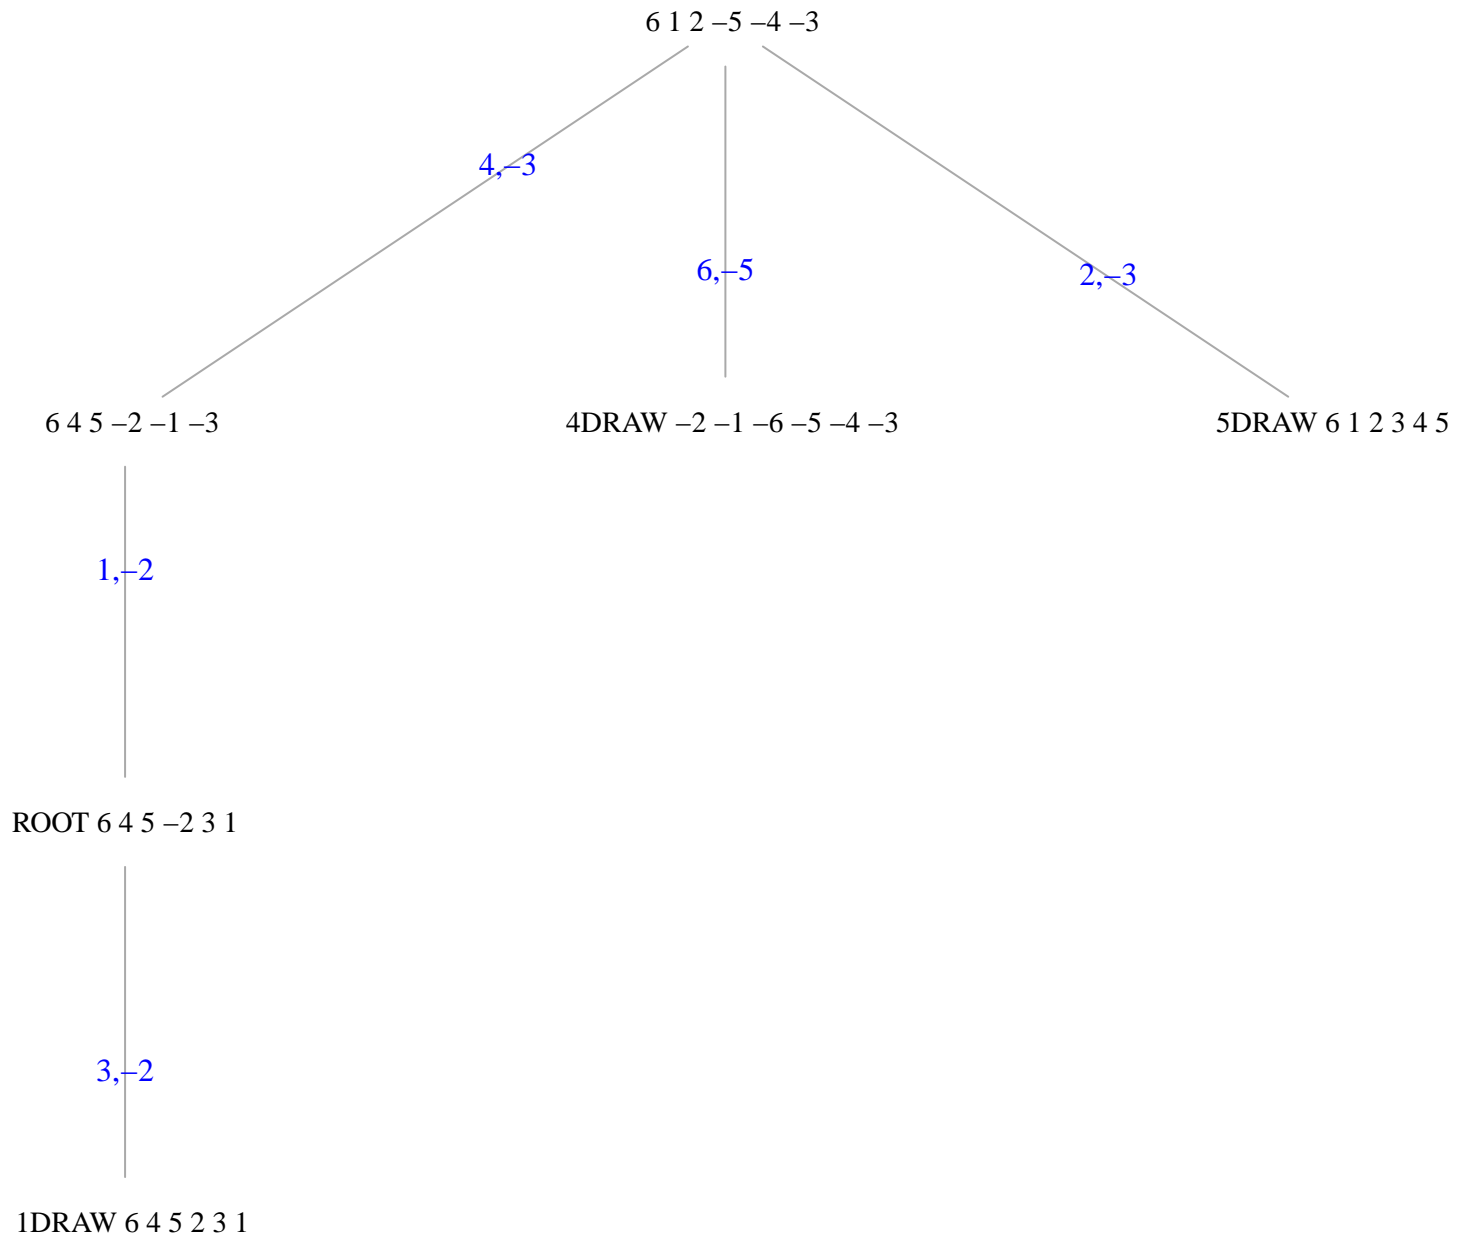 6 1 2 –5 –4 –3
4,–3
6,–5
2,–3
6 4 5 –2 –1 –3
4DRAW –2 –1 –6 –5 –4 –3
5DRAW 6 1 2 3 4 5
1,–2
ROOT 6 4 5 –2 3 1
3,–2
1DRAW 6 4 5 2 3 1